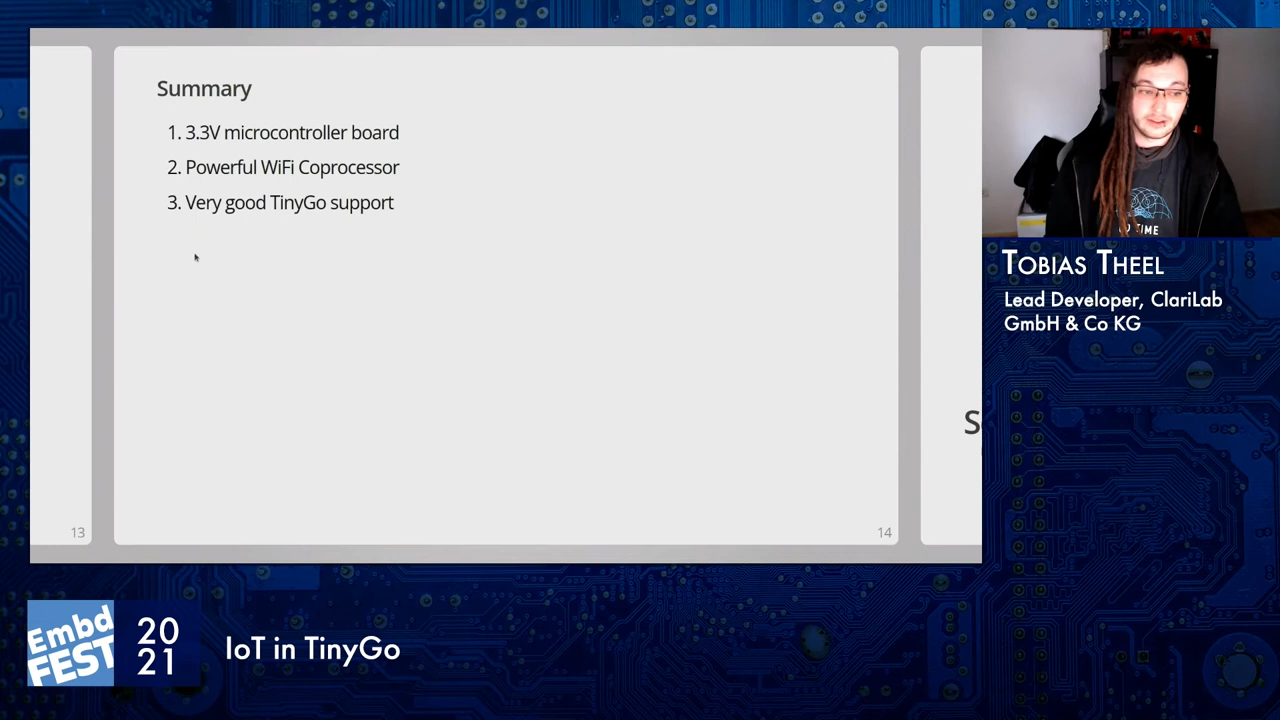 Summary
1. 3.3V microcontroller board
2. Powerful WiFi Coprocessor
3. Very good TinyGo support
13
14
TIME
TOBIAS THEEL
Lead Developer, ClariLab
GmbH & Co KG
Embd
FEST
20
21
IoT in TinyGo